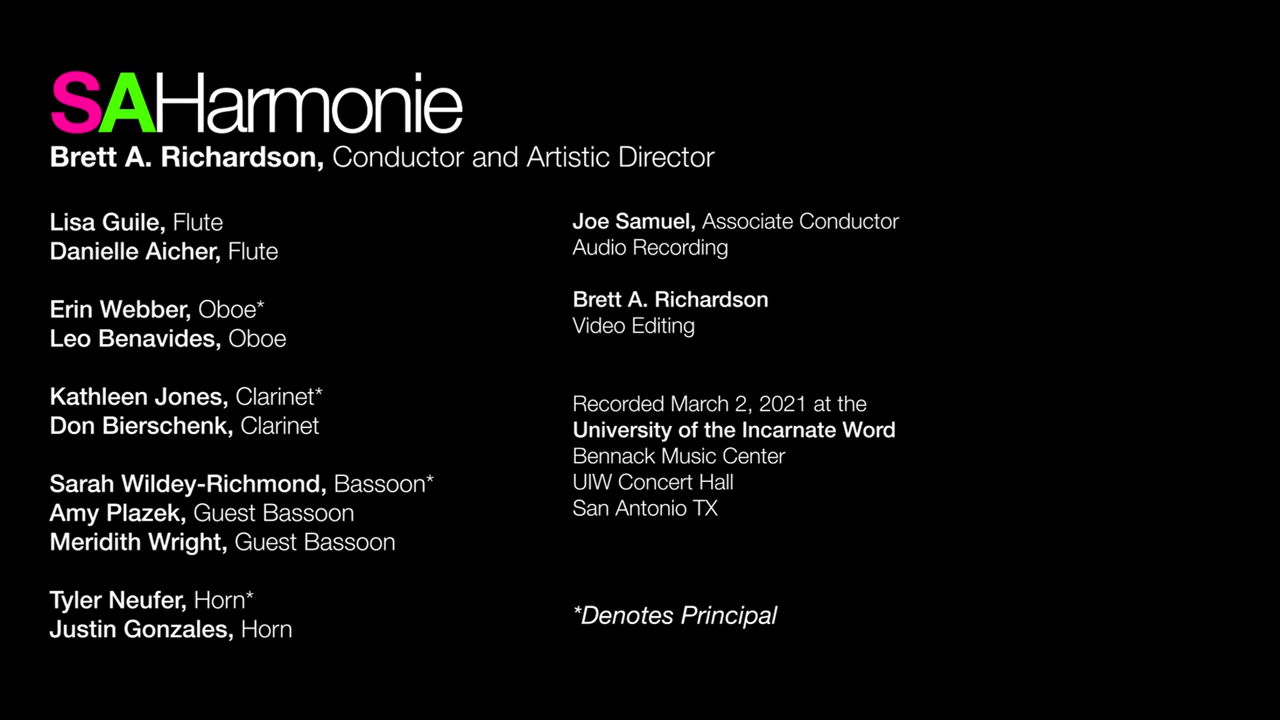 SAHarmonie
Brett A. Richardson, Conductor and Artistic Director
Lisa Guile, Flute
Danielle Aicher, Flute
Erin Webber, Oboe*
Leo Benavides, Oboe
Kathleen Jones, Clarinet*
Don Bierschenk, Clarinet
Sarah Wildey-Richmond, Bassoon*
Amy Plazek, Guest Bassoon
Meridith Wright, Guest Bassoon
Tyler Neufer, Horn*
Justin Gonzales, Horn
Joe Samuel, Associate Conductor
Audio Recording
Brett A. Richardson
Video Editing
Recorded March 2, 2021 at the
University of the Incarnate Word
Bennack Music Center
UIW Concert Hall
San Antonio TX
*Denotes Principal